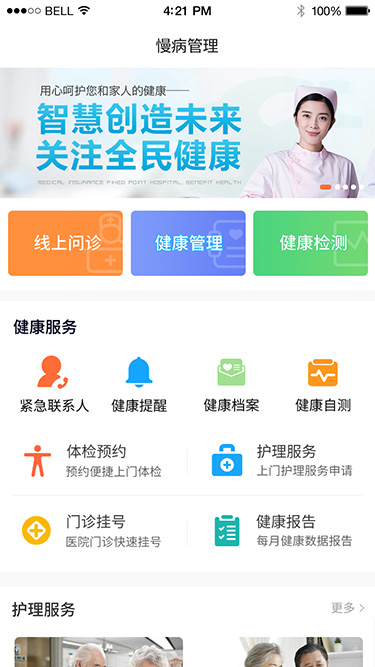 BELL 4:21 PM 100%
慢病管理
用心呵护您和家人的健康——
智慧创造未来
关注全民健康
MEDICAL INSURANCE FIXED POINT HOSPITAL, BENEFIT HEALTH
线上问诊 健康管理 健康检测
健康服务
紧急联系人 健康提醒 健康档案 健康自测
体检预约 护理服务
预约便捷上门体检 上门护理服务申请
门诊挂号 健康报告
医院门诊快速挂号 每月健康数据报告
护理服务 更多 >